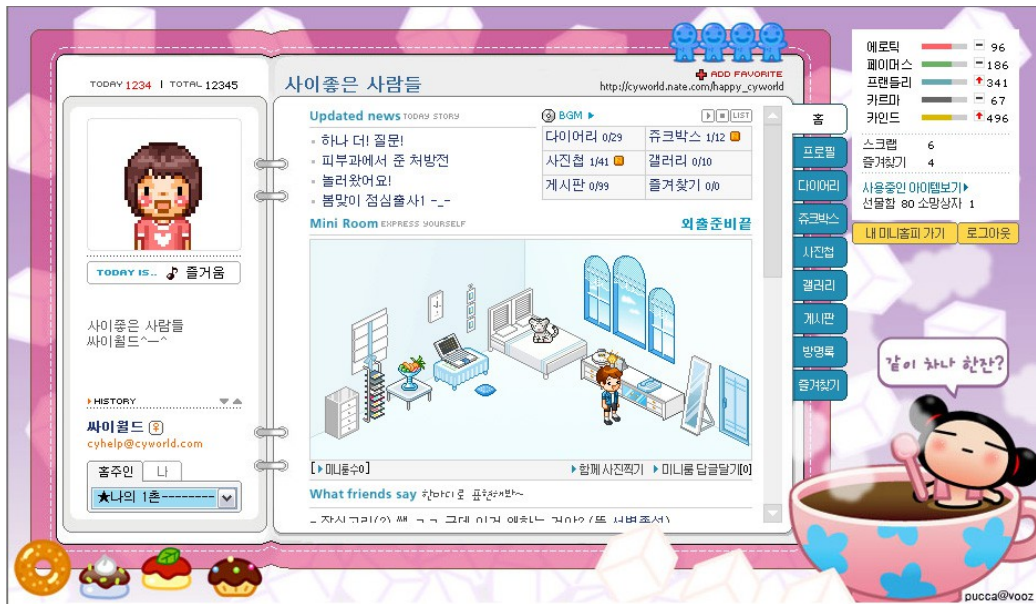 TODAY 1234 | TOTAL 12345
사이좋은 사람들
ADD FAVORITE
http://cyworld.nate.com/happy_cyworld
TODAY IS.. 즐거움
사이좋은 사람들
싸이월드^ㅡ^
HISTORY
싸이월드
cyhelp@cyworld.com
홈주인 나
★나의 1촌--------
Updated news TODAY STORY
하나 더! 질문!
피부과에서 준 처방전
놀러왔어요!
봄맞이 점심출사1 -_-
BGM LIST
다이어리 0/29 쥬크박스 1/12
사진첩 1/41 갤러리 0/10
게시판 0/99 즐겨찾기 0/0
Mini Room EXPRESS YOURSELF 외출준비끝
[미니룸수0] 함께 사진찍기 미니룸 답글달기[0]
What friends say 한마디로 표현해봐~
홈
프로필
다이어리
쥬크박스
사진첩
갤러리
게시판
방명록
즐겨찾기
에로틱 96
페이머스 186
프랜들리 341
카르마 67
카인드 496
스크랩 6
즐겨찾기 4
사용중인 아이템보기
선물함 80 소망상자 1
내 미니홈피 가기 로그아웃
같이 차나 한잔?
pucca@vooz